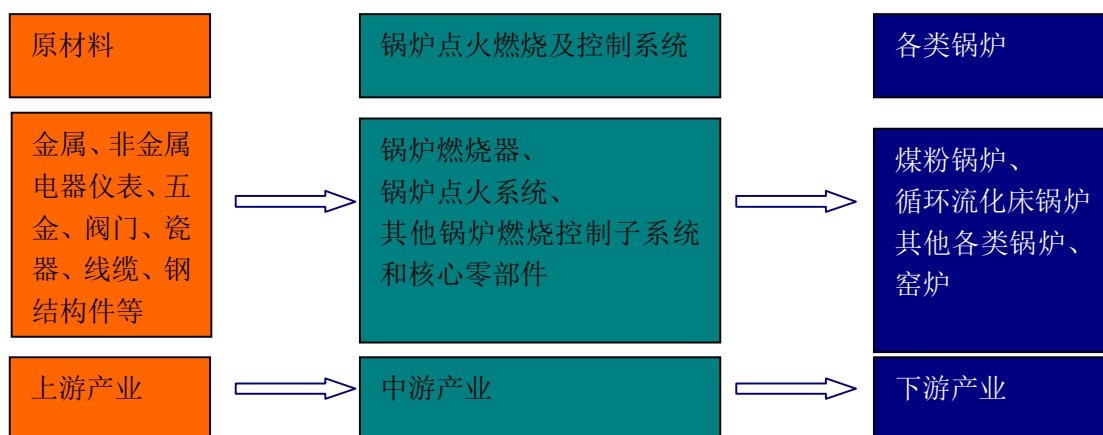 原材料
锅炉点火燃烧及控制系统
各类锅炉
金属、非金属
电器仪表、五
金、阀门、瓷
器、线缆、钢
结构件等
锅炉燃烧器、
锅炉点火系统、
其他锅炉燃烧控制子系统
和核心零部件
煤粉锅炉、
循环流化床锅炉
其他各类锅炉、
窑炉
上游产业
中游产业
下游产业